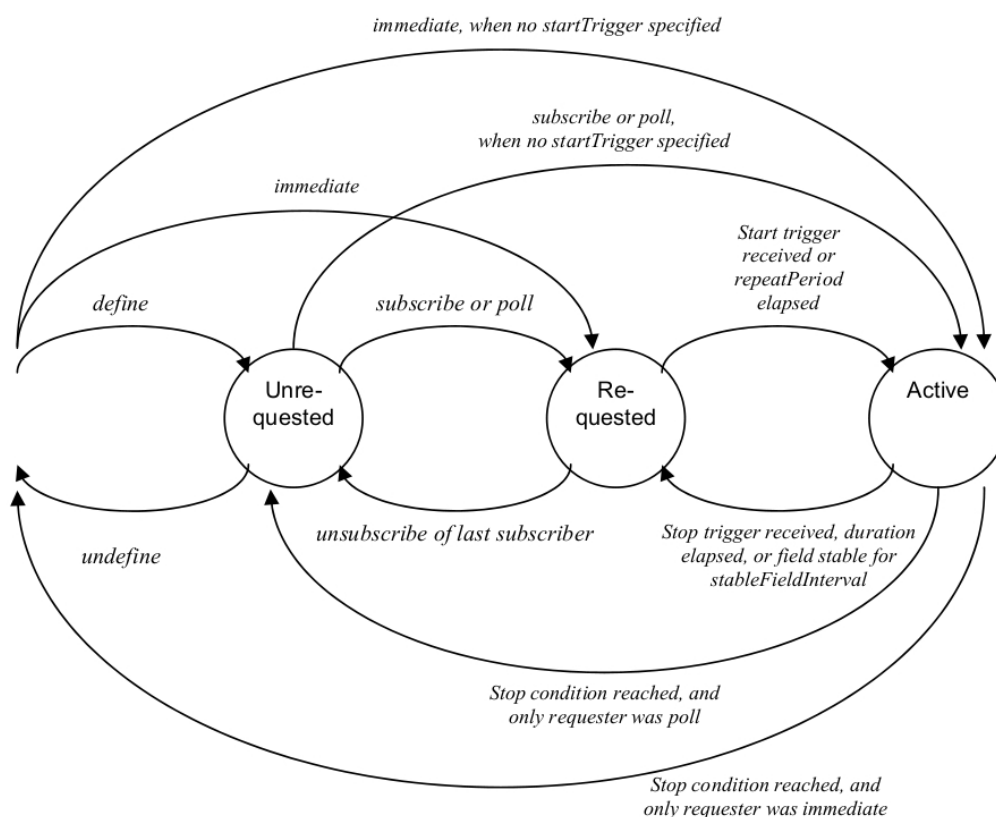 immediate, when no startTrigger specified
subscribe or poll,
when no startTrigger specified
immediate
Start trigger
received or
repeatPeriod
elapsed
define
subscribe or poll
Unre-
quested
Re-
quested
Active
undefine
unsubscribe of last subscriber
Stop trigger received, duration
elapsed, or field stable for
stableFieldInterval
Stop condition reached, and
only requester was poll
Stop condition reached, and
only requester was immediate